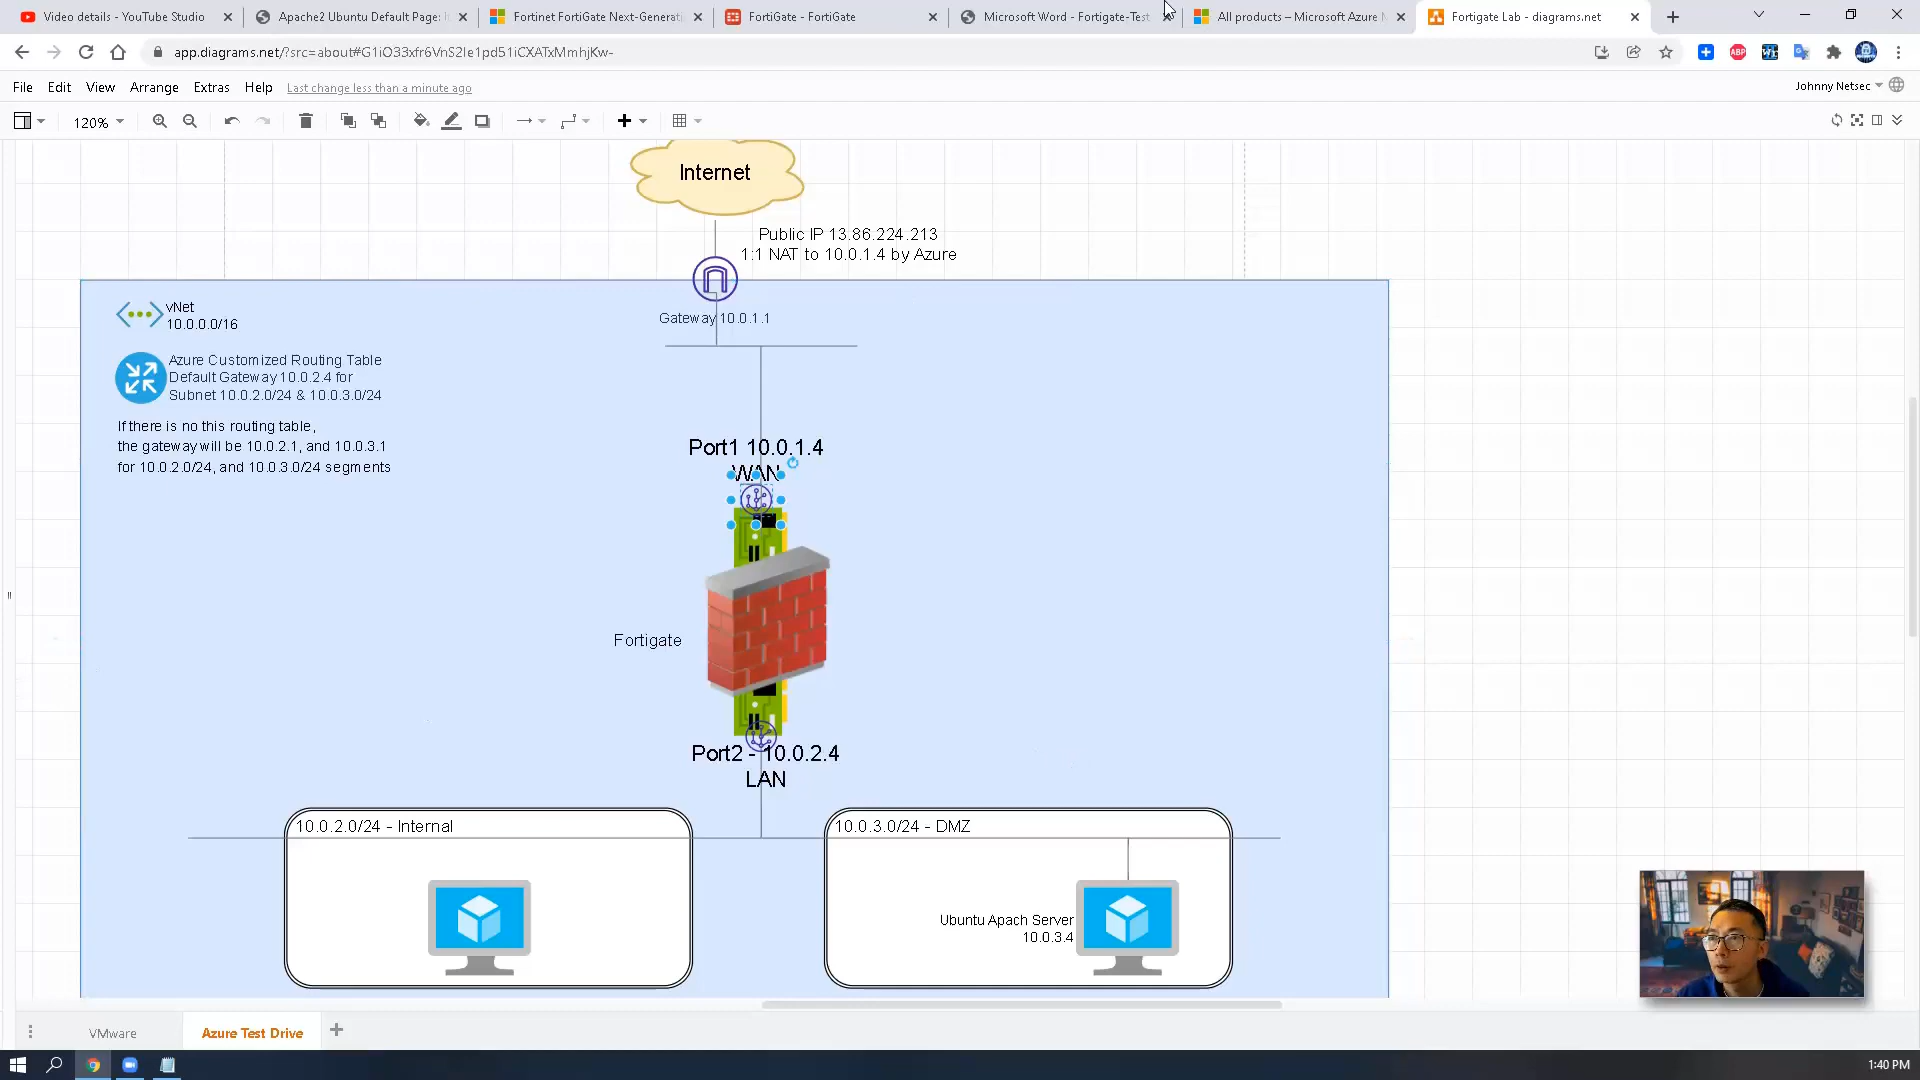 Video details - YouTube Studio
Apache2 Ubuntu Default Page:
Fortinet FortiGate Next-Generati
FortiGate - FortiGate
Microsoft Word - Fortigate-Test
All products – Microsoft Azure
Fortigate Lab - diagrams.net
app.diagrams.net/?src=about#G1iO33xfr6VnS2Ie1pd51iCXATxMmhjKw-
ABP
File Edit View Arrange Extras Help Last change less than a minute ago
Johnny Netsec
120%
Internet
Public IP 13.86.224.213
1:1 NAT to 10.0.1.4 by Azure
vNet
10.0.0.0/16
Gateway 10.0.1.1
Azure Customized Routing Table
Default Gateway 10.0.2.4 for
Subnet 10.0.2.0/24 & 10.0.3.0/24
If there is no this routing table,
the gateway will be 10.0.2.1, and 10.0.3.1
for 10.0.2.0/24, and 10.0.3.0/24 segments
Port1 10.0.1.4
WAN
Fortigate
Port2 - 10.0.2.4
LAN
10.0.2.0/24 - Internal
10.0.3.0/24 - DMZ
Ubuntu Apach Server
10.0.3.4
VMware
Azure Test Drive
1:40 PM